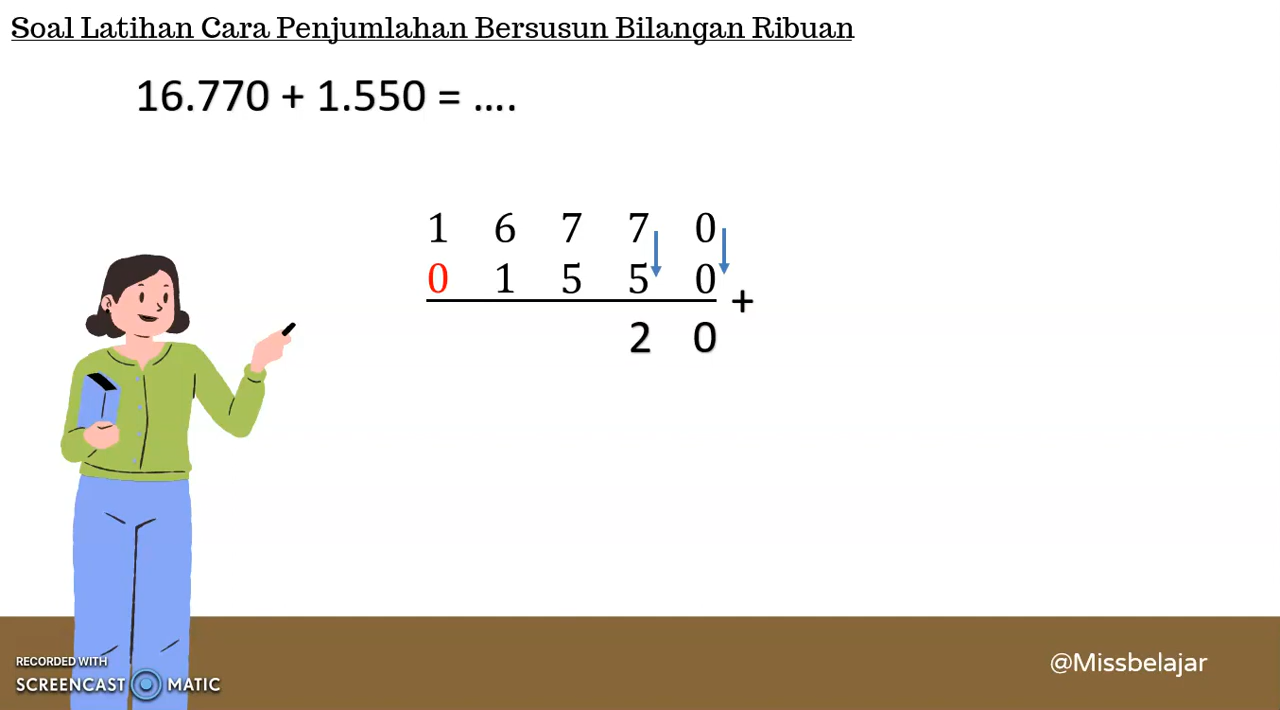 Soal Latihan Cara Penjumlahan Bersusun Bilangan Ribuan
16.770 + 1.550 = ....
1 6 7 7 0
0 1 5 5 0
+
2 0
@Missbelajar
RECORDED WITH
SCREENCAST MATIC